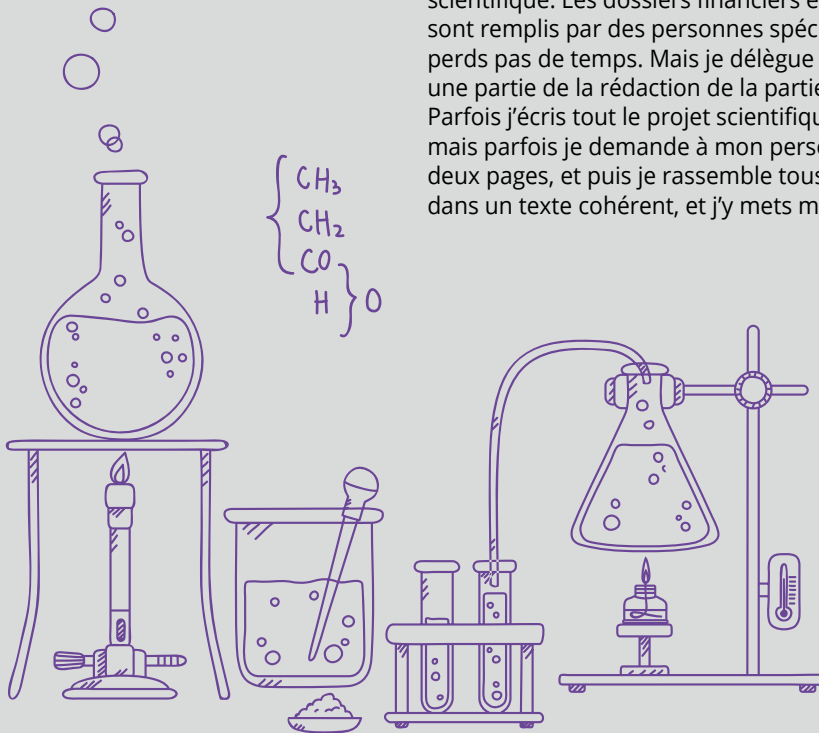 scientifique. Les dossiers financiers e
sont remplis par des personnes spéc
perds pas de temps. Mais je délègue
une partie de la rédaction de la partie
Parfois j'écris tout le projet scientifiqu
mais parfois je demande à mon perso
deux pages, et puis je rassemble tous
dans un texte cohérent, et j'y mets m
CH₃
CH₂
CO
H } O